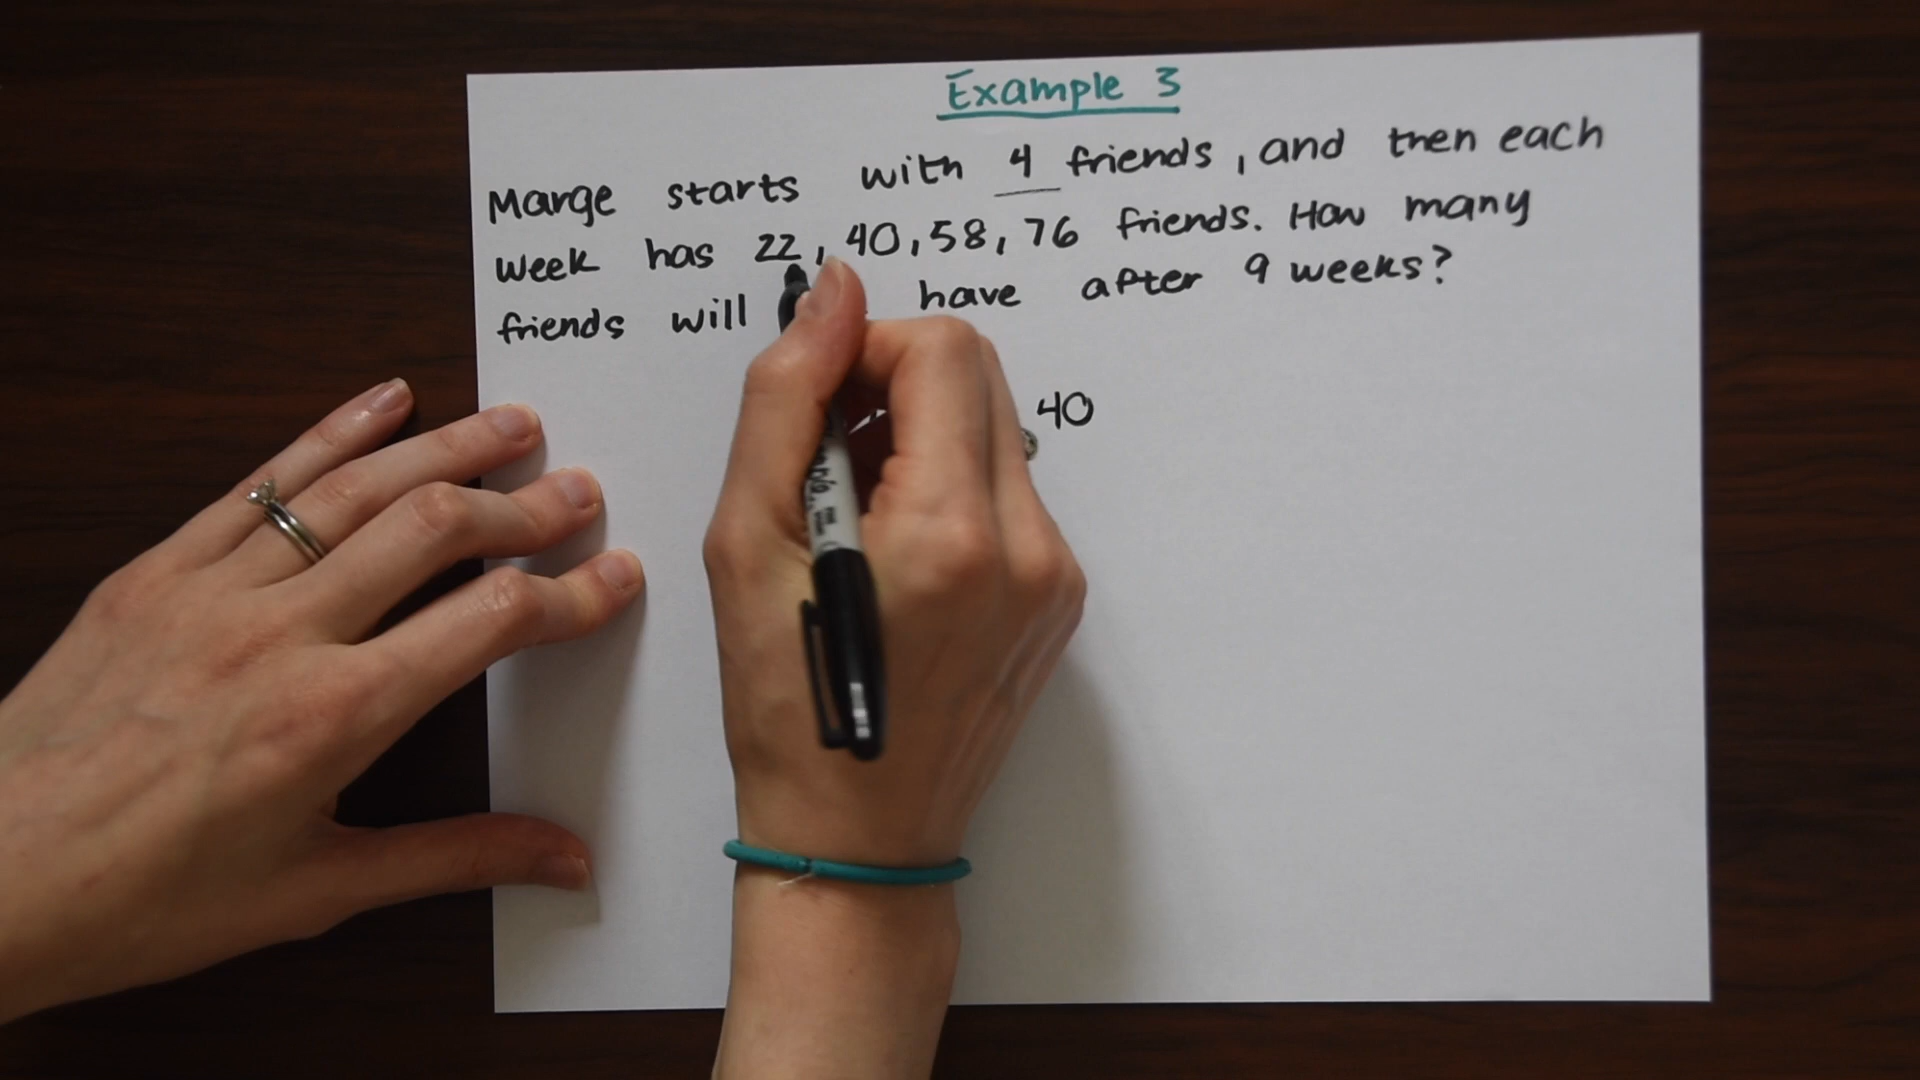 Example 3
Marge starts with 4 friends, and then each
week has 22, 40, 58, 76 friends. How many
friends will have after 9 weeks?
40